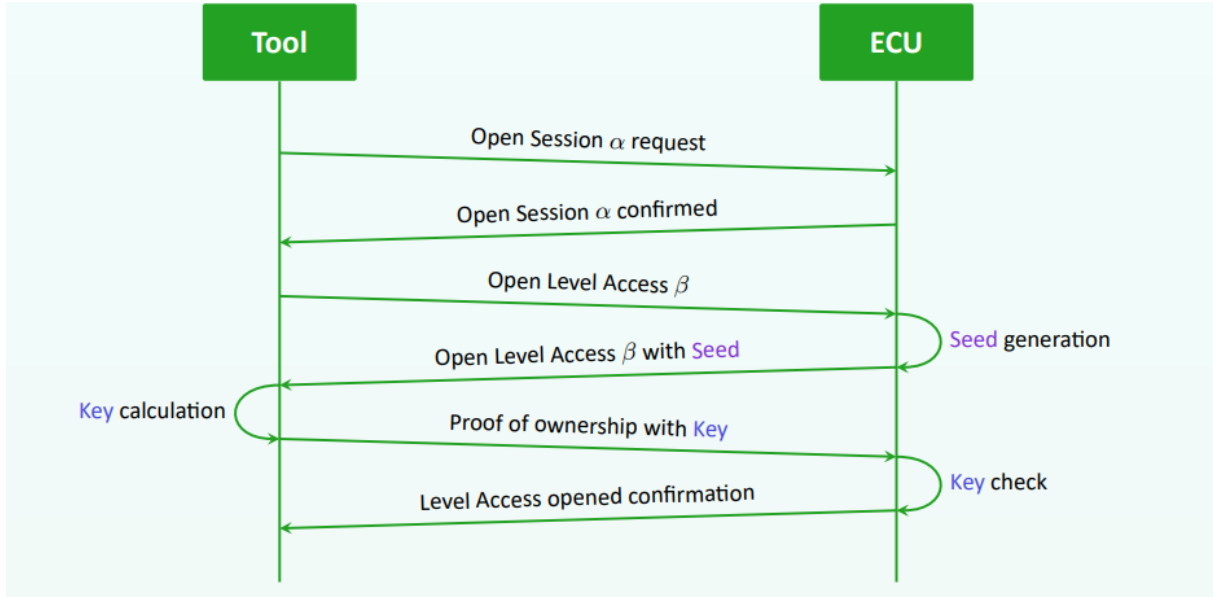 Tool
ECU
Open Session α request
Open Session α confirmed
Open Level Access β
Seed generation
Open Level Access β with Seed
Key calculation
Proof of ownership with Key
Key check
Level Access opened confirmation